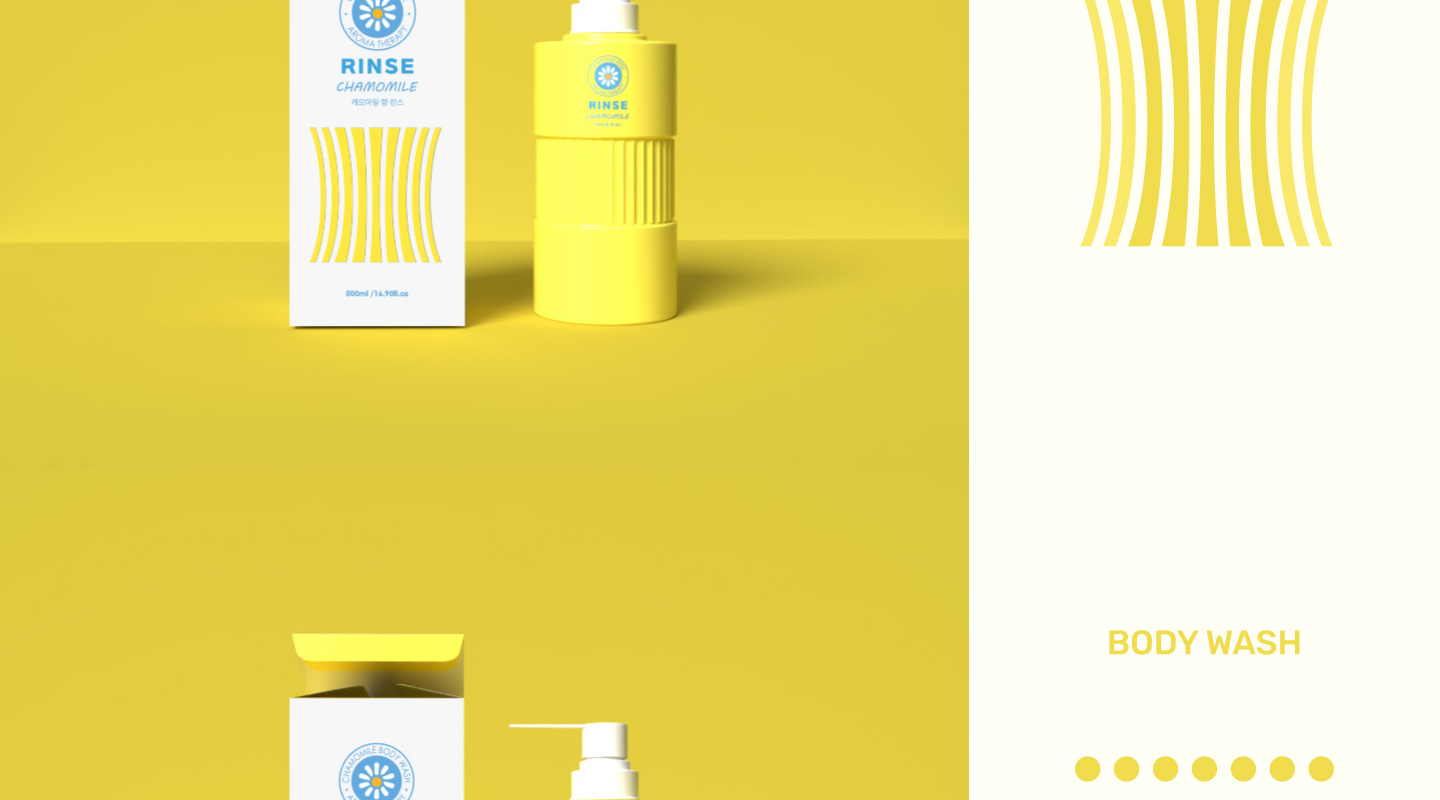 AROMA THERAPY
RINSE
CHAMOMILE
캐모마일 향 린스
500ml /16.90fl.oz
RINSE
CHAMOMILE
BODY WASH
CHAMOMILE BODY WASH